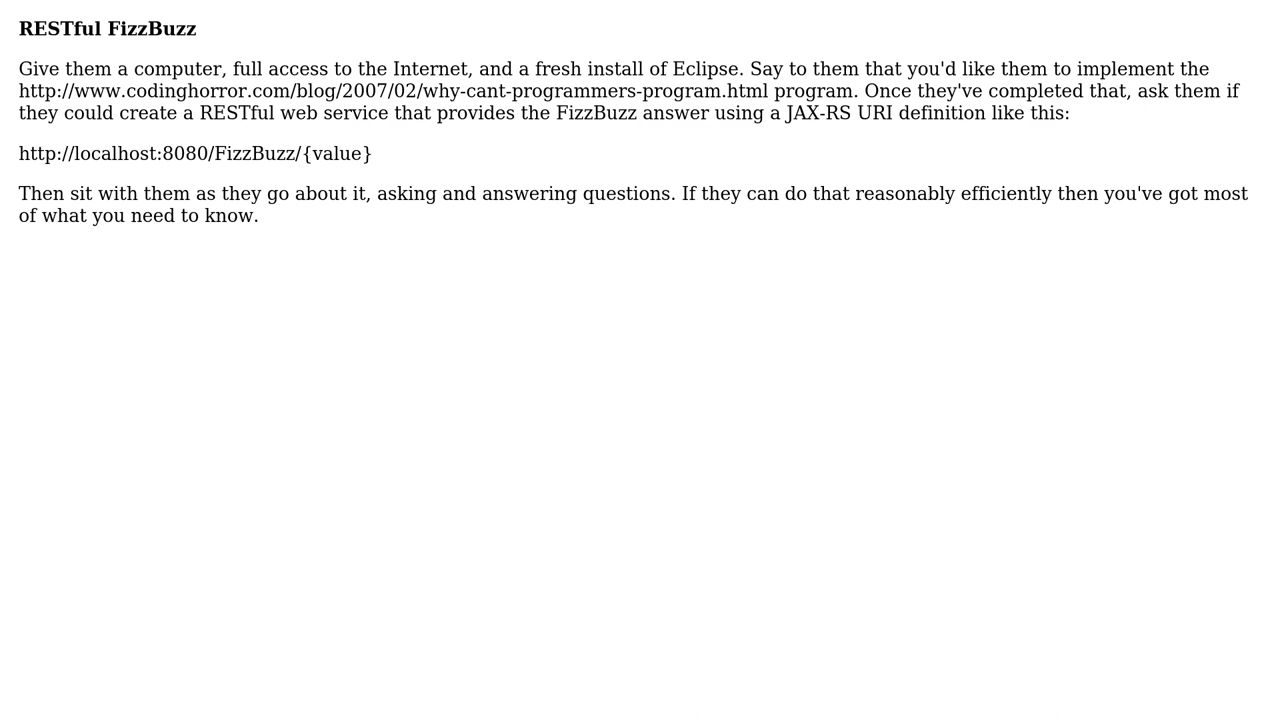 RESTful FizzBuzz
Give them a computer, full access to the Internet, and a fresh install of Eclipse. Say to them that you'd like them to implement the
http://www.codinghorror.com/blog/2007/02/why-cant-programmers-program.html program. Once they've completed that, ask them if
they could create a RESTful web service that provides the FizzBuzz answer using a JAX-RS URI definition like this:
http://localhost:8080/FizzBuzz/{value}
Then sit with them as they go about it, asking and answering questions. If they can do that reasonably efficiently then you've got most
of what you need to know.